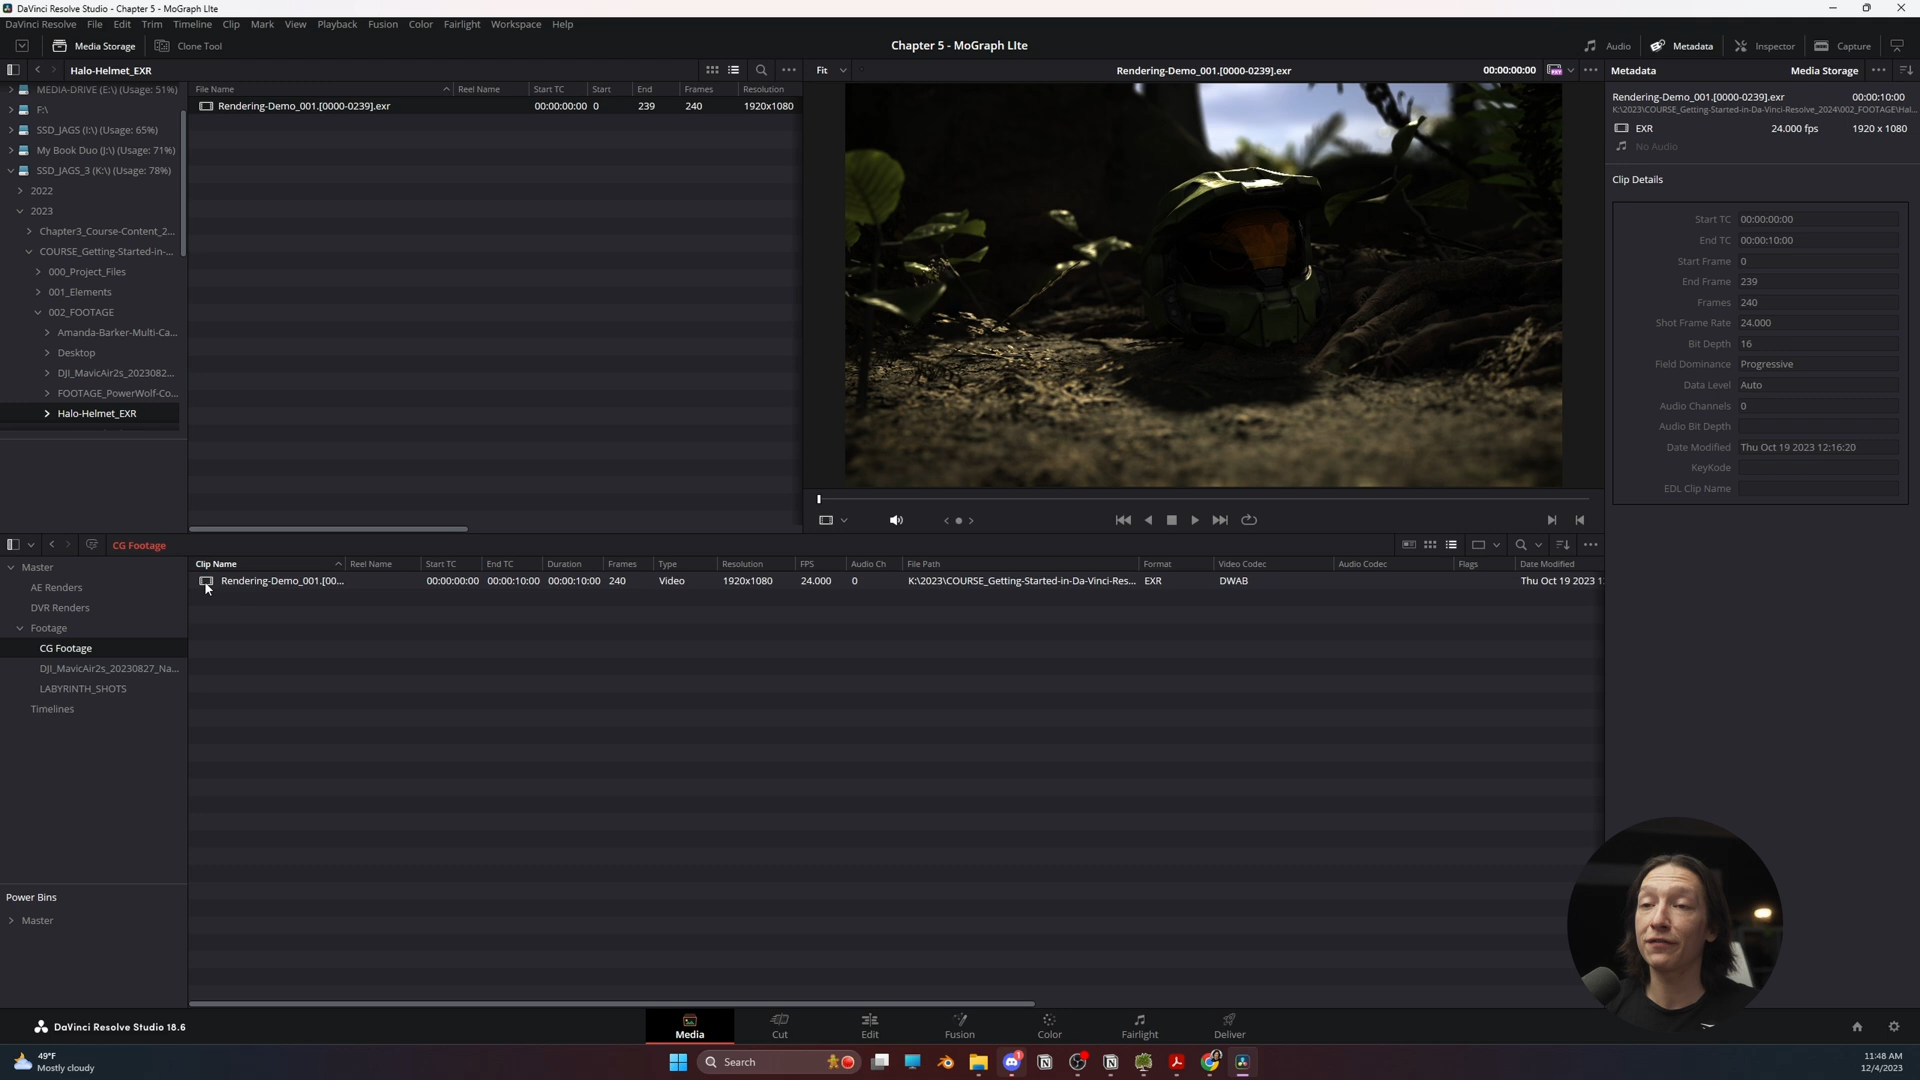 DaVinci Resolve Studio - Chapter 5 - MoGraph LIte
DaVinci Resolve File Edit Trim Timeline Clip Mark View Playback Fusion Color Fairlight Workspace Help
Media Storage Clone Tool Chapter 5 - MoGraph LIte Audio Metadata Inspector Capture
Halo-Helmet_EXR Fit Rendering-Demo_001.[0000-0239].exr 00:00:00:00 Metadata Media Storage
MEDIA-DRIVE (E:\) (Usage: 51%)
F:\
SSD_JAGS (I:\) (Usage: 65%)
My Book Duo (J:\) (Usage: 71%)
SSD_JAGS_3 (K:\) (Usage: 78%)
2022
2023
Chapter3_Course-Content_2...
COURSE_Getting-Started-in-...
000_Project_Files
001_Elements
002_FOOTAGE
Amanda-Barker-Multi-Ca...
Desktop
DJI_MavicAir2s_2023082...
FOOTAGE_PowerWolf-Co...
Halo-Helmet_EXR
File Name Reel Name Start TC Start End Frames Resolution
Rendering-Demo_001.[0000-0239].exr 00:00:00:00 0 239 240 1920x1080
Rendering-Demo_001.[0000-0239].exr 00:00:10:00
K:\2023\COURSE_Getting-Started-in-Da-Vinci-Resolve_2024\002_FOOTAGE\Hal...
EXR 24.000 fps 1920 x 1080
No Audio
Clip Details
Start TC 00:00:00:00
End TC 00:00:10:00
Start Frame 0
End Frame 239
Frames 240
Shot Frame Rate 24.000
Bit Depth 16
Field Dominance Progressive
Data Level Auto
Audio Channels 0
Audio Bit Depth
Date Modified Thu Oct 19 2023 12:16:20
KeyKode
EDL Clip Name
CG Footage
Master
AE Renders
DVR Renders
Footage
CG Footage
DJI_MavicAir2s_20230827_Na...
LABYRINTH_SHOTS
Timelines
Clip Name Reel Name Start TC End TC Duration Frames Type Resolution FPS Audio Ch File Path Format Video Codec Audio Codec Flags Date Modified
Rendering-Demo_001.[00... 00:00:00:00 00:00:10:00 00:00:10:00 240 Video 1920x1080 24.000 0 K:\2023\COURSE_Getting-Started-in-Da-Vinci-Res... EXR DWAB Thu Oct 19 2023 1
Power Bins
Master
DaVinci Resolve Studio 18.6
Media Cut Edit Fusion Color Fairlight Deliver
49°F
Mostly cloudy
Search
11:48 AM
12/4/2023